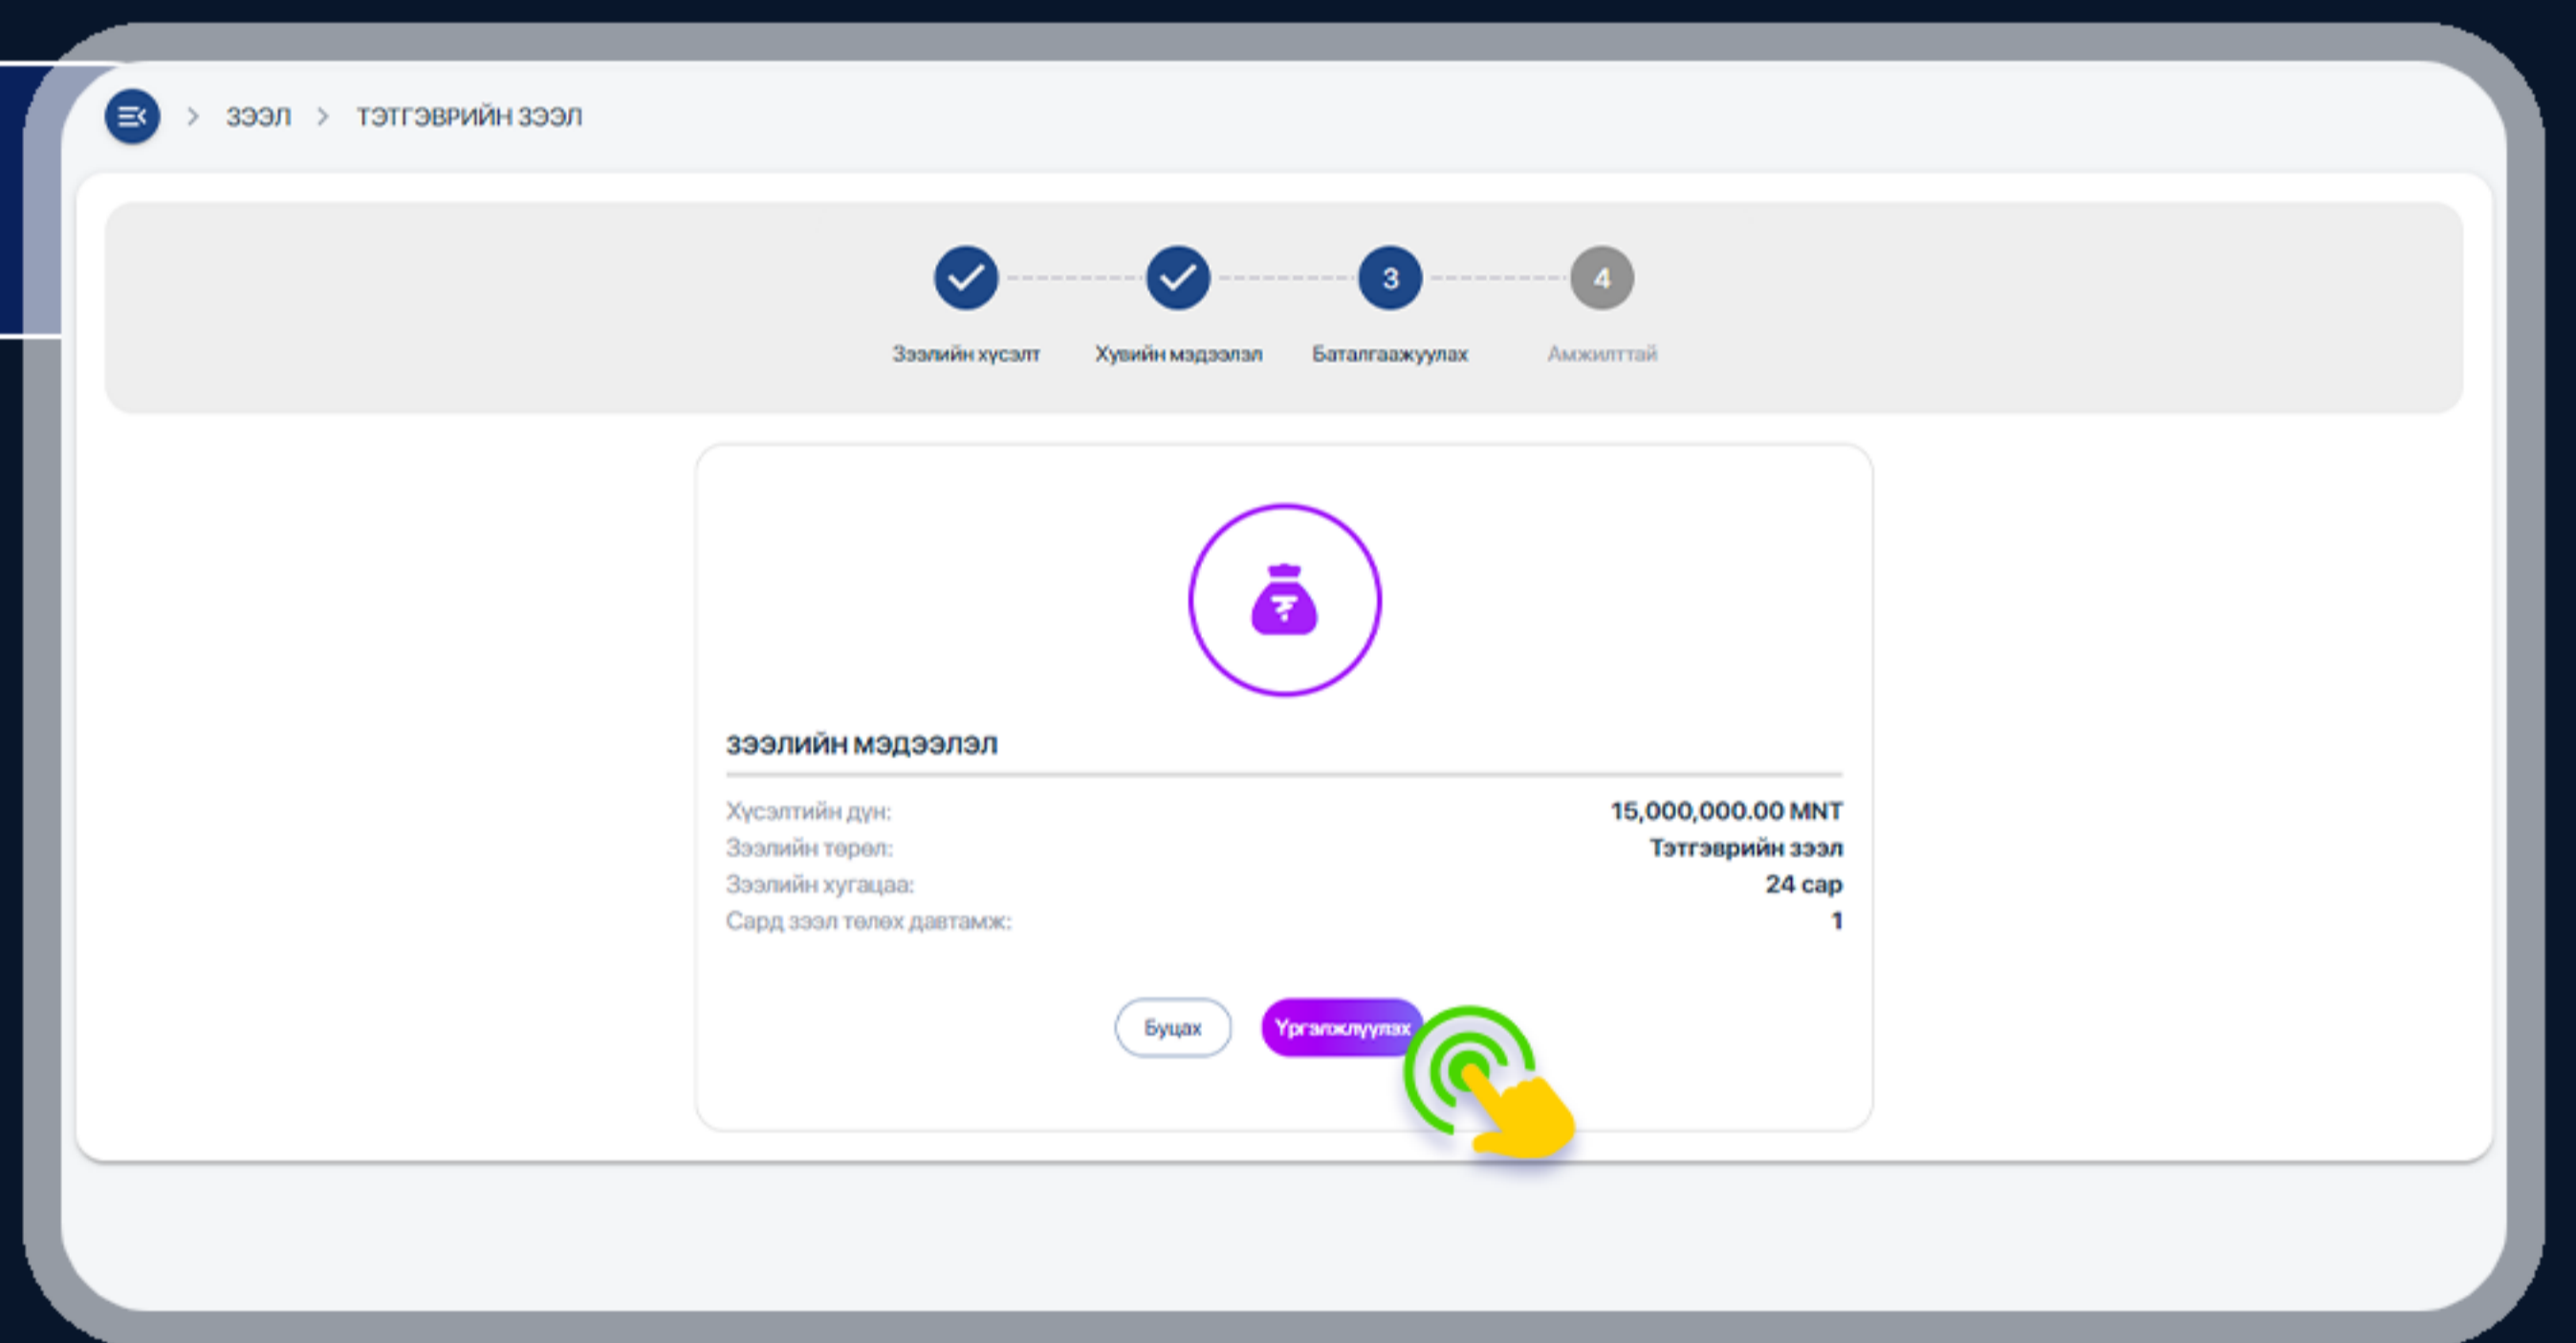 ЗЭЭЛ > ТЭТГЭВРИЙН ЗЭЭЛ
3 4
Зээлийн хүсэлт Хувийн мэдээлэл Баталгаажуулах Амжилттай
₮
ЗЭЭЛИЙН МЭДЭЭЛЭЛ
Хүсэлтийн дүн: 15,000,000.00 MNT
Зээлийн төрөл: Тэтгэврийн зээл
Зээлийн хугацаа: 24 сар
Сард зээл төлөх давтамж: 1
Буцах Үргэлжлүүлэх